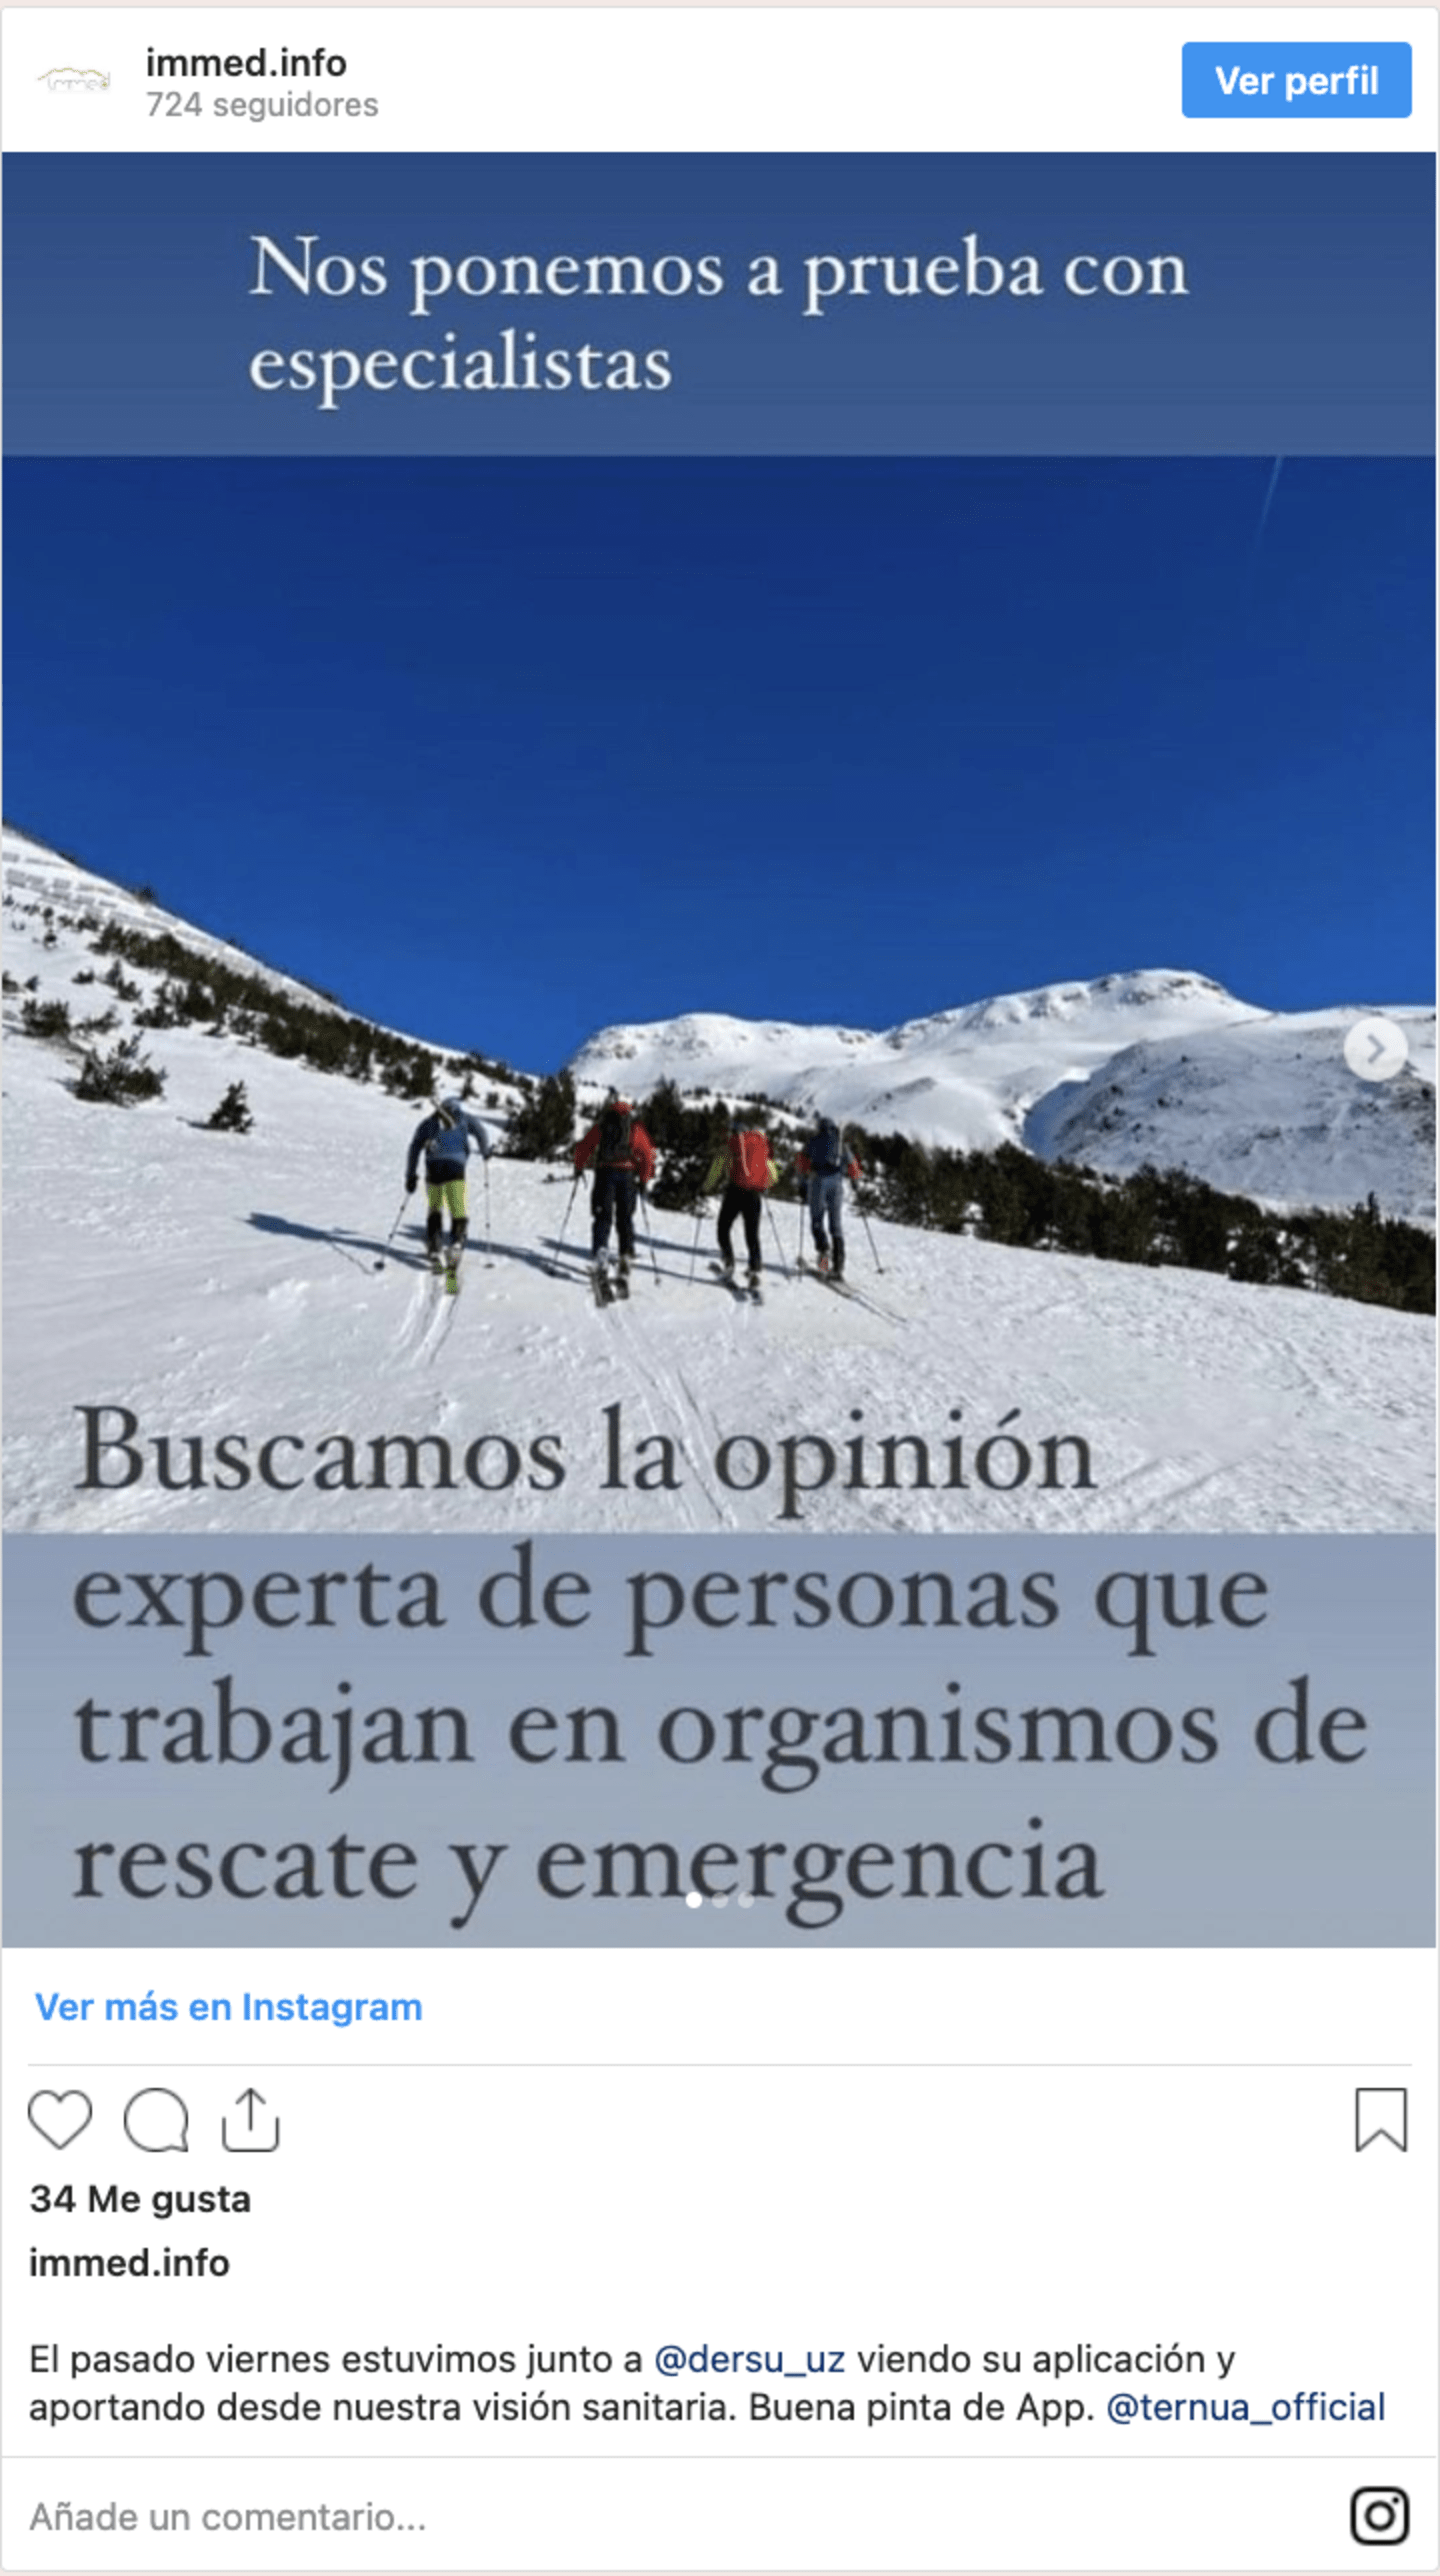 immed.info
724 seguidores
Ver perfil
Nos ponemos a prueba con
especialistas
Buscamos la opinión
experta de personas que
trabajan en organismos de
rescate y emergencia
Ver más en Instagram
34 Me gusta
immed.info
El pasado viernes estuvimos junto a @dersu_uz viendo su aplicación y
aportando desde nuestra visión sanitaria. Buena pinta de App. @ternua_official
Añade un comentario...